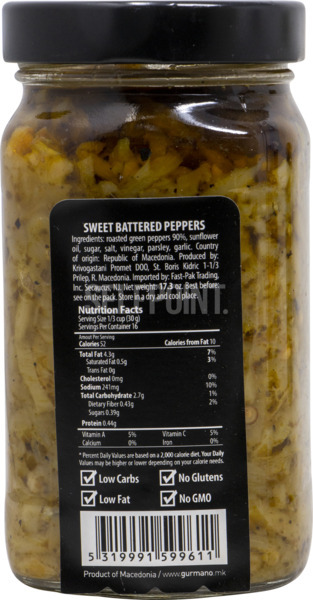 SWEET BATTERED PEPPERS
Ingredients: roasted green peppers 90%, sunflower
oil, sugar, salt, vinegar, parsley, garlic. Country
of origin: Republic of Macedonia. Produced by:
Krivogastani Promet DOO, St. Boris Kidric 1-1/3
Prilep, R. Macedonia. Imported by: Fast-Pak Trading,
Inc. Secaucus, NJ. Net weight 17.3 oz. Best before:
see on the pack. Store in a dry and cool place.
Nutrition Facts
Serving Size 1/3 cup (30g)
Servings Per Container 16
Amount Per Serving
Calories 52 Calories from Fat 10
Total Fat 4.3g 7%
Saturated Fat 0.5g 3%
Trans Fat 0g
Cholesterol 0mg 0%
Sodium 241mg 10%
Total Carbohydrate 2.7g 1%
Dietary Fiber 0.43g 2%
Sugars 0.39g
Protein 0.44g
Vitamin A 5% Vitamin C 5%
Calcium 0% Iron 0%
* Percent Daily Values are based on a 2,000 calorie diet. Your Daily
Values may be higher or lower depending on your calorie needs.
Low Carbs No Glutens
Low Fat No GMO
5 319991 599611
Product of Macedonia / www.gurmano.mk